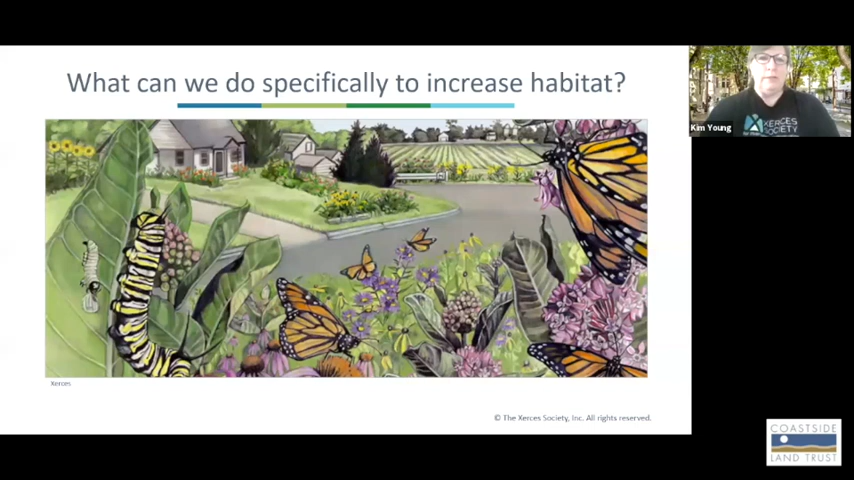 What can we do specifically to increase habitat?
Kim Young
XERCES
SOCIETY
Xerces
© The Xerces Society, Inc. All rights reserved.
COASTSIDE
LAND TRUST